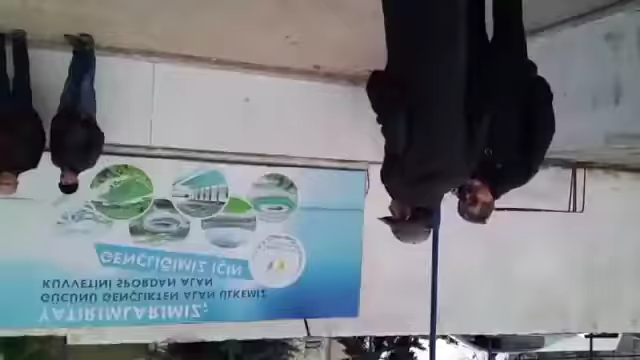 YATIRIMLARIMIZ;
GÜCÜNÜ GENÇLİKTEN ALAN ÜLKEMİZ
KUVVETİNİ SPORDAN ALAN
GENÇLİĞİMİZ İÇİN